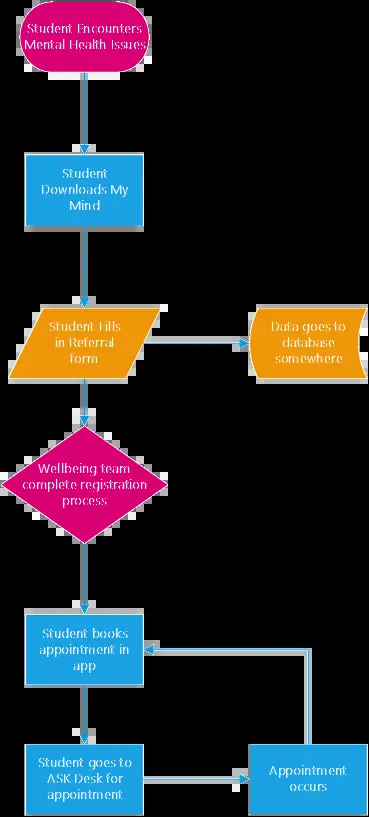 Student Encounters
Mental Health Issues
Student
Downloads My
Mind
Student Fills
in Referral
form
Data goes to
database
somewhere
Wellbeing team
complete registration
process
Student books
appointment in
app
Student goes to
ASK Desk for
appointment
Appointment
occurs